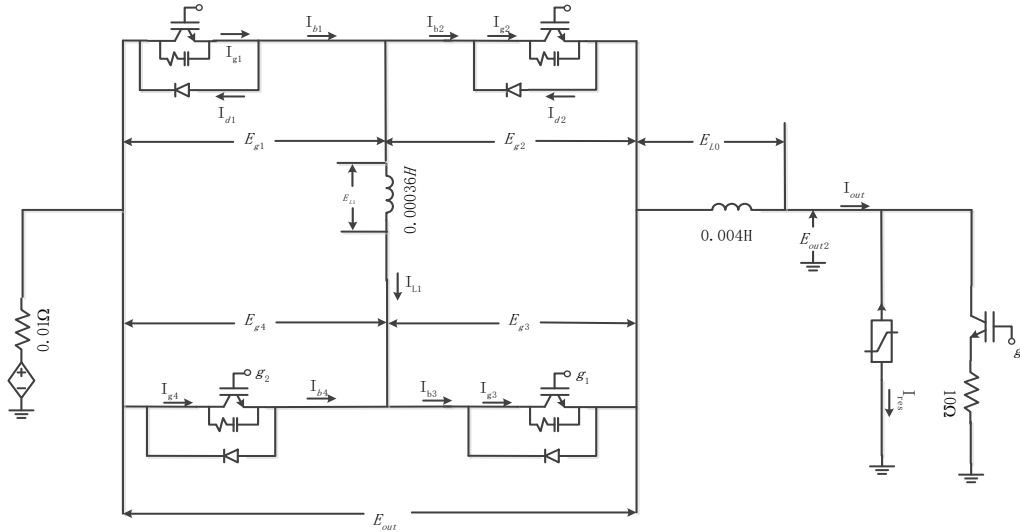 I_b1
I_b2
I_g2
I_g1
I_d1
I_d2
E_g1
E_g2
E_L0
E_L1
0.00036H
I_out
0.004H
E_out2
I_L1
0.01Ω
E_g4
E_g3
g
I_g4
g_2
I_b4
I_b3
I_g3
g_1
I_res
10Ω
E_out